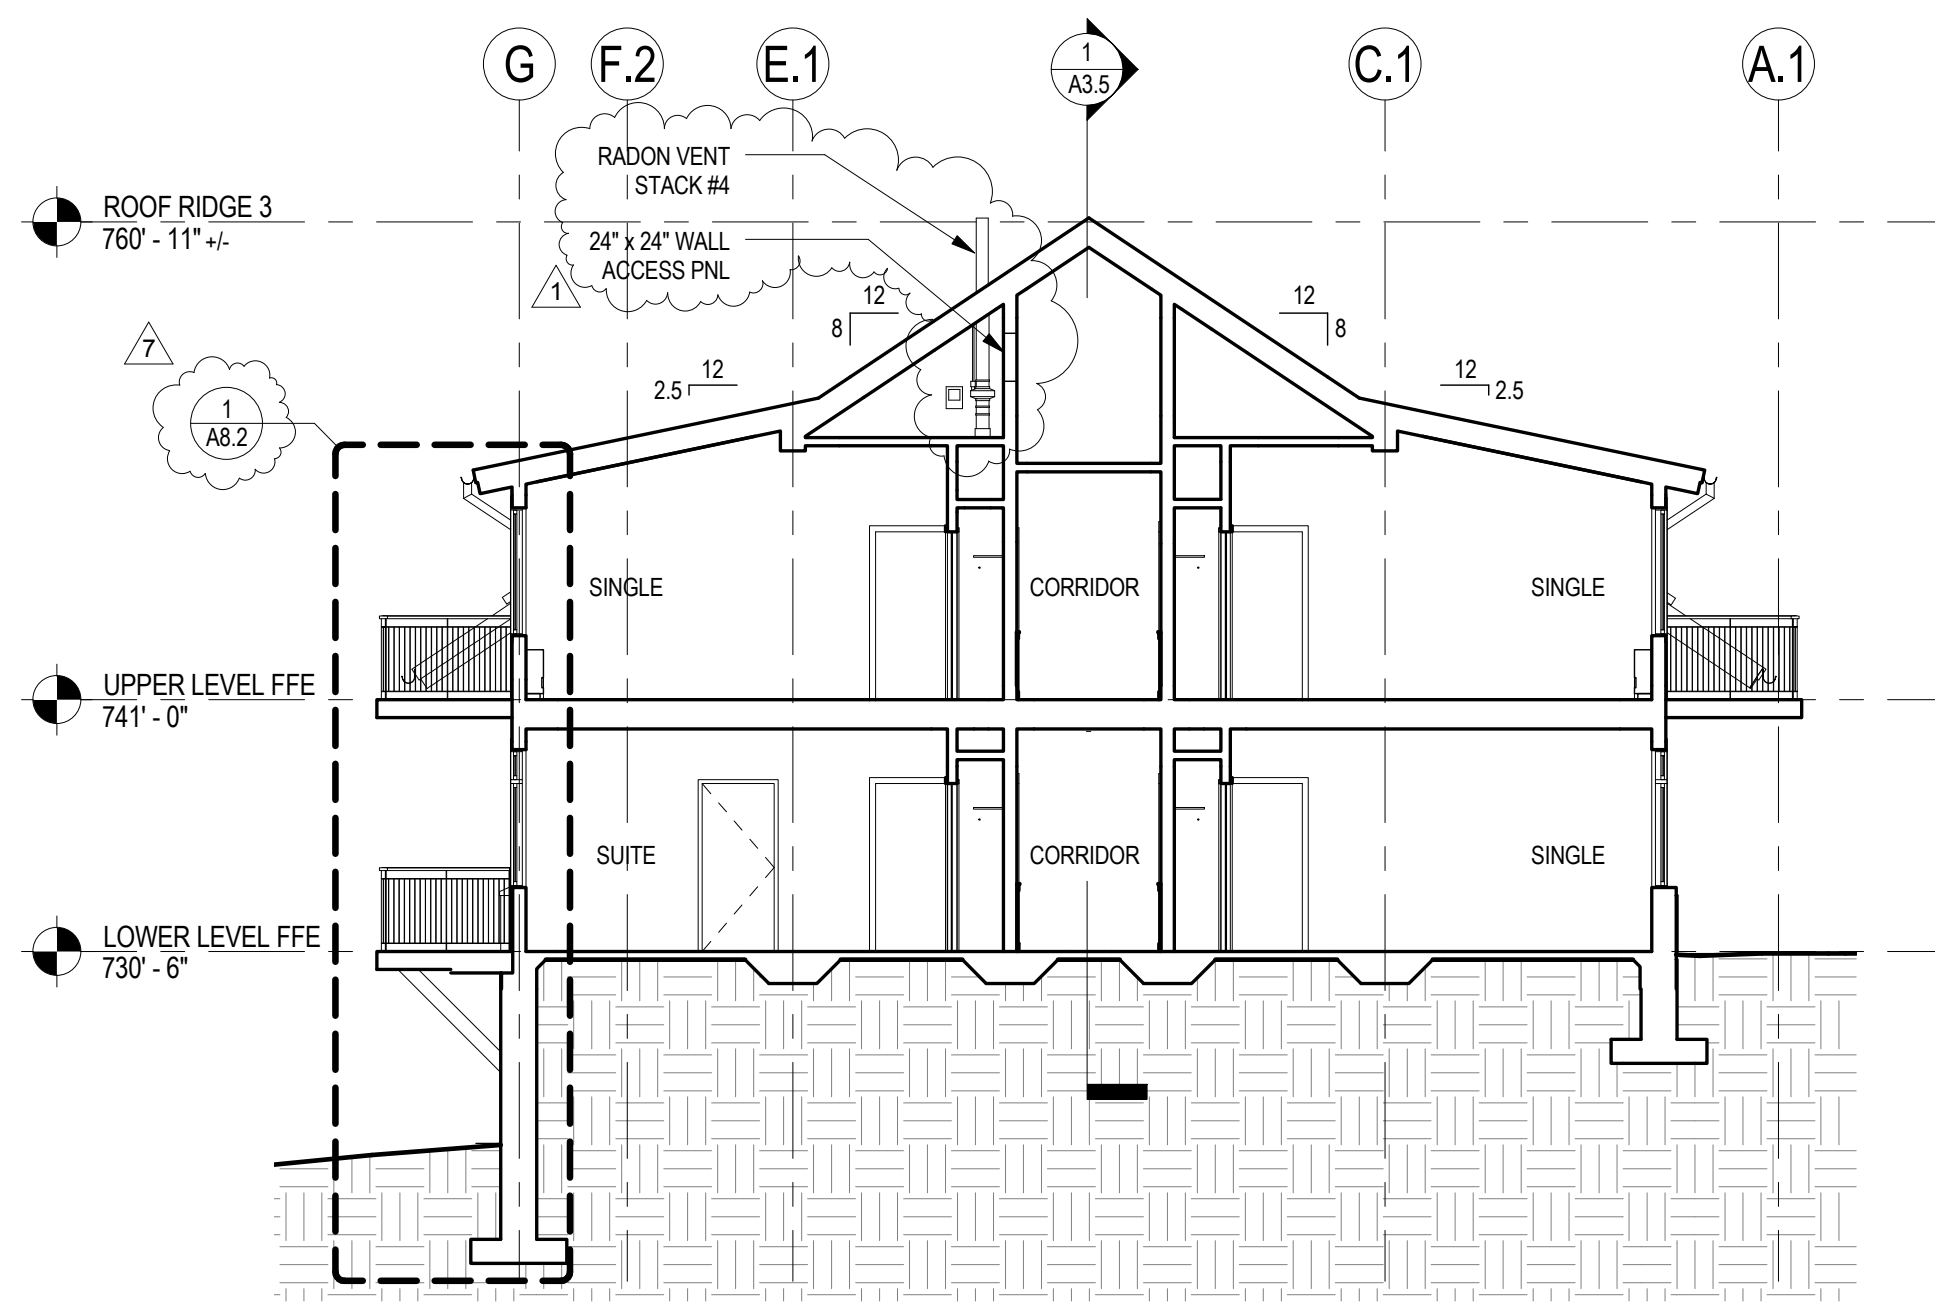 G
F.2
E.1
1
A3.5
C.1
A.1
RADON VENT
STACK #4
24" x 24" WALL
ACCESS PNL
1
ROOF RIDGE 3
760' - 11" +/-
7
1
A8.2
12
8
12
8
12
2.5
12
2.5
SINGLE
CORRIDOR
SINGLE
UPPER LEVEL FFE
741' - 0"
SUITE
CORRIDOR
SINGLE
LOWER LEVEL FFE
730' - 6"